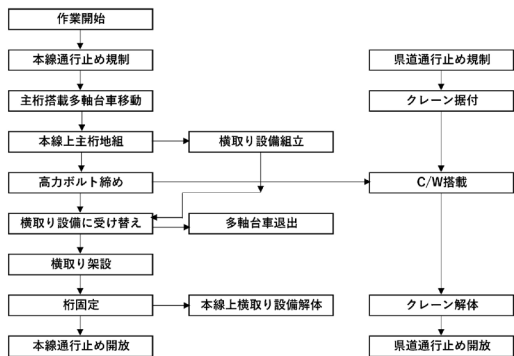 作業開始
本線通行止め規制
県道通行止め規制
主桁搭載多軸台車移動
クレーン据付
本線上主桁地組
横取り設備組立
高力ボルト締め
C/W搭載
横取り設備に受け替え
多軸台車退出
横取り架設
桁固定
本線上横取り設備解体
クレーン解体
本線通行止め開放
県道通行止め開放